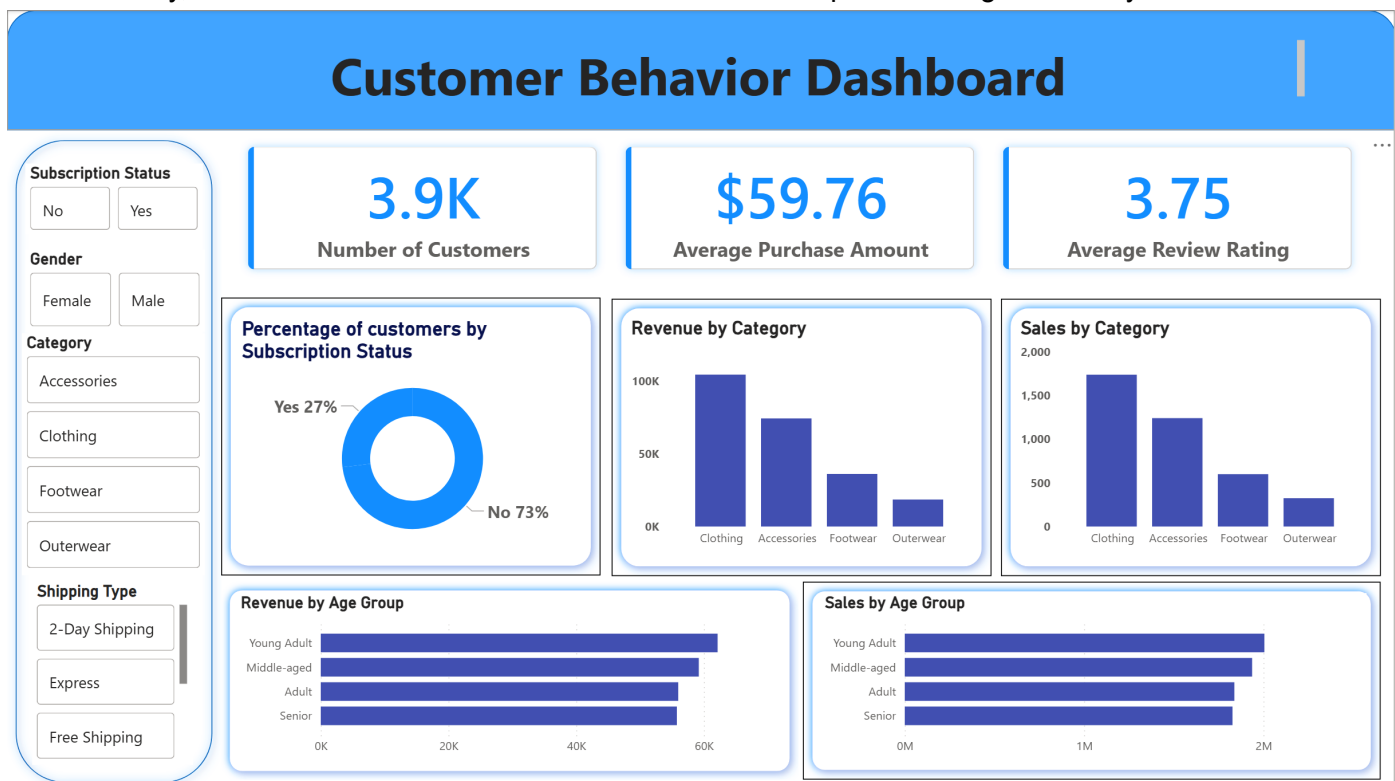 Customer Behavior Dashboard
Subscription Status
No
Yes
Gender
Female
Male
Category
Accessories
Clothing
Footwear
Outerwear
Shipping Type
2-Day Shipping
Express
Free Shipping
3.9K
Number of Customers
$59.76
Average Purchase Amount
3.75
Average Review Rating
Percentage of customers by
Subscription Status
Yes 27%
No 73%
Revenue by Category
100K
50K
0K
Clothing
Accessories
Footwear
Outerwear
Sales by Category
2,000
1,500
1,000
500
0
Clothing
Accessories
Footwear
Outerwear
Revenue by Age Group
Young Adult
Middle-aged
Adult
Senior
0K
20K
40K
60K
Sales by Age Group
Young Adult
Middle-aged
Adult
Senior
0M
1M
2M